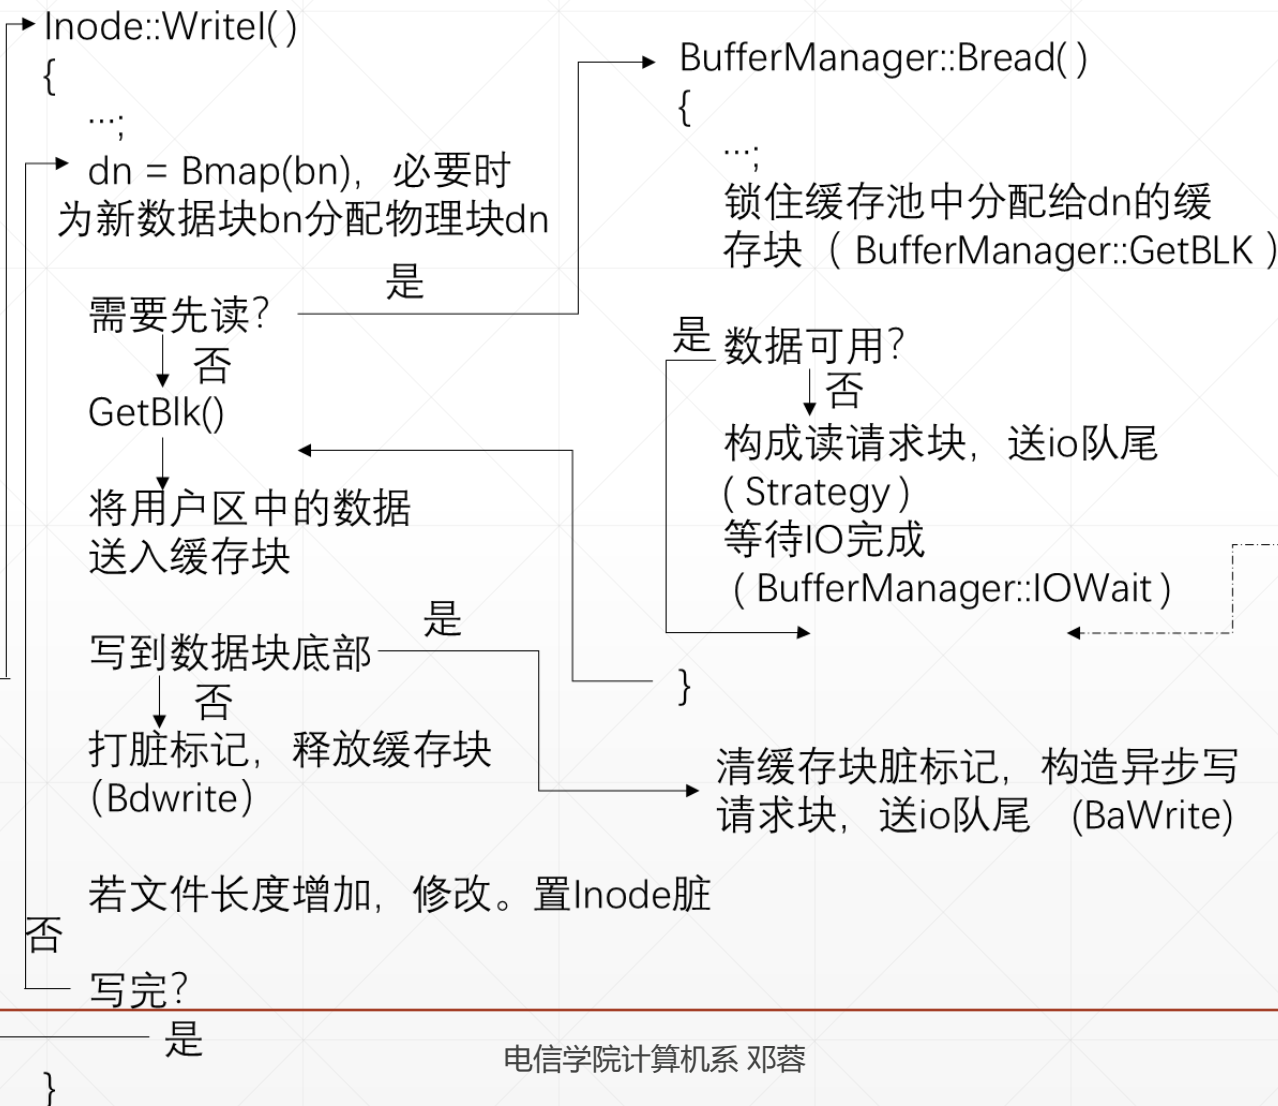 Inode::WriteI( )
{
…;
dn = Bmap(bn)，必要时
为新数据块bn分配物理块dn
是
需要先读？
否
GetBlk()
将用户区中的数据
送入缓存块
是
写到数据块底部
否
打脏标记，释放缓存块
(Bdwrite）
若文件长度增加，修改。置Inode脏
否
写完？
是
}
BufferManager::Bread( )
{
…;
锁住缓存池中分配给dn的缓
存块（ BufferManager::GetBLK ）
是
数据可用？
否
构成读请求块，送io队尾
( Strategy )
等待IO完成
（ BufferManager::IOWait ）
}
清缓存块脏标记，构造异步写
请求块，送io队尾 (BaWrite)
电信学院计算机系 邓蓉